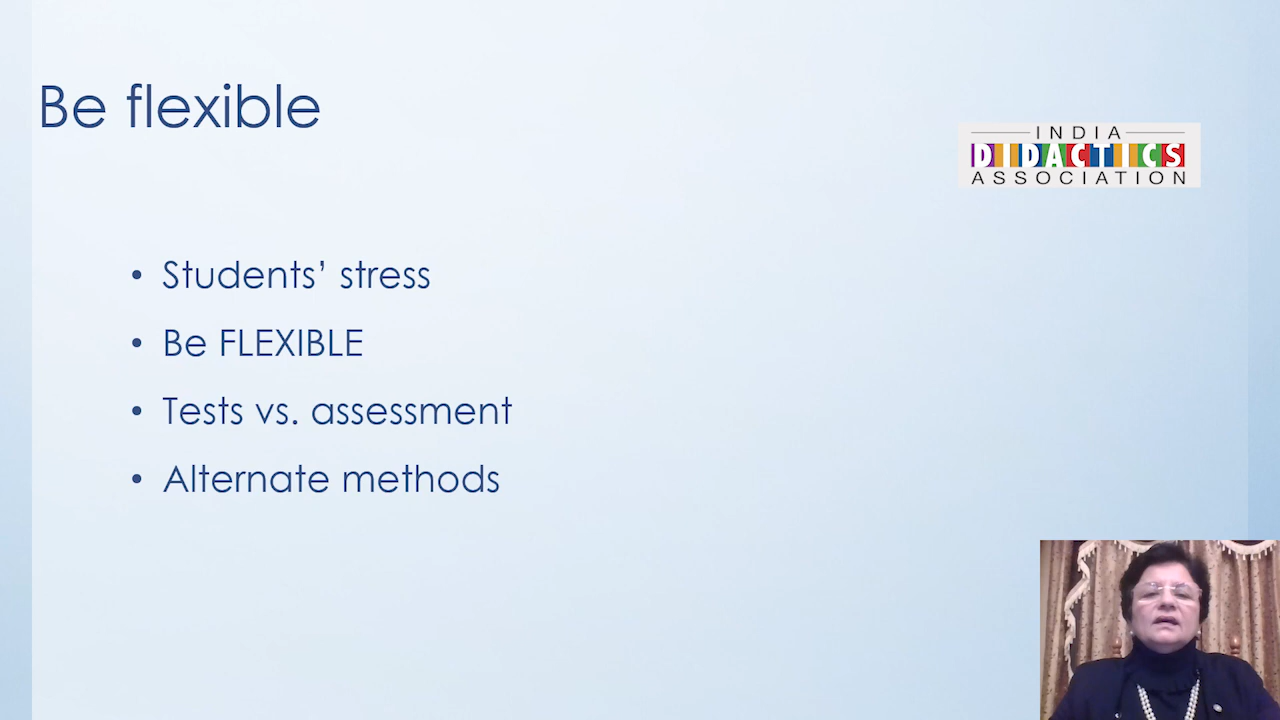 Be flexible
INDIA
DIDACTICS
ASSOCIATION
• Students’ stress
• Be FLEXIBLE
• Tests vs. assessment
• Alternate methods